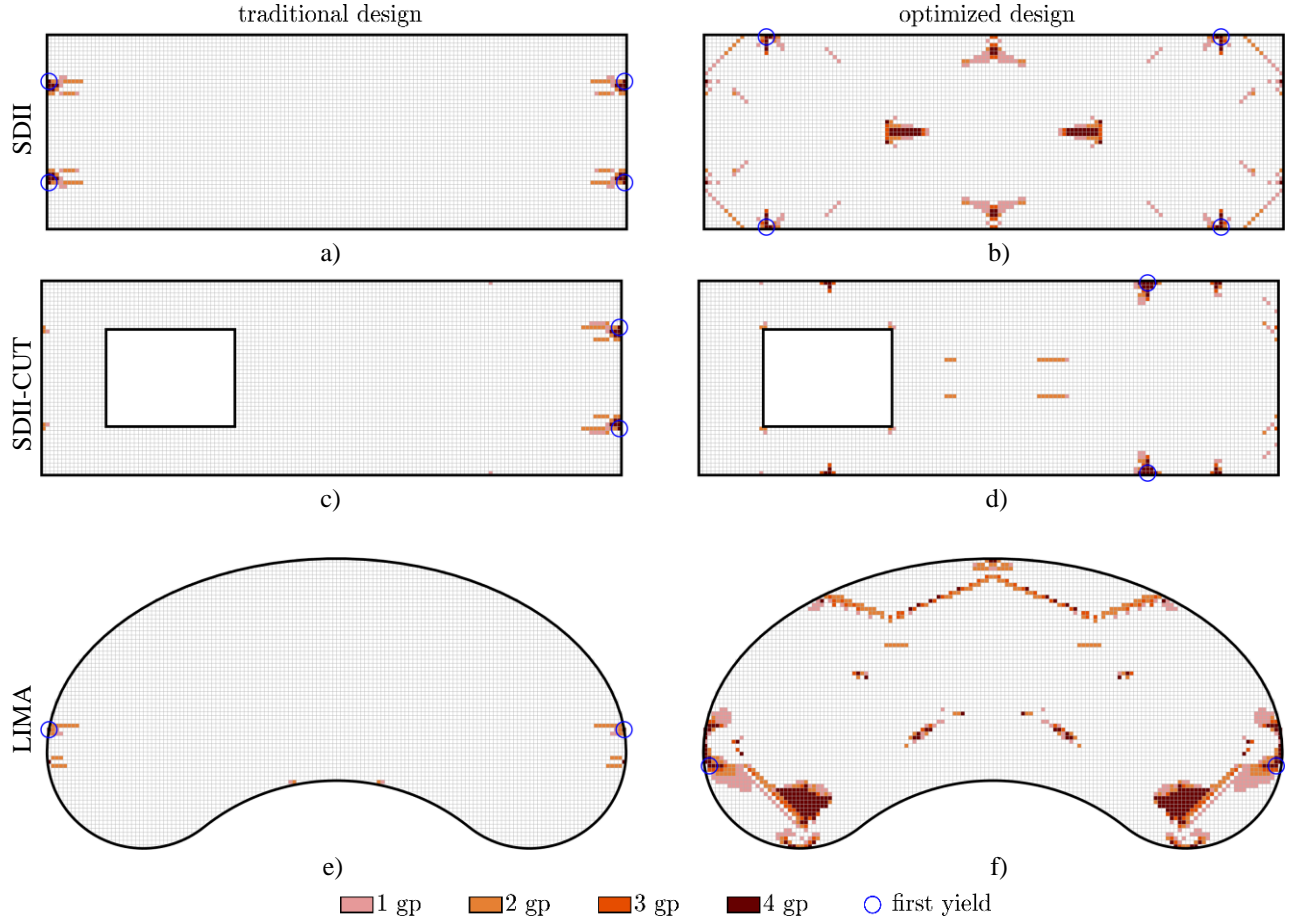 traditional design
optimized design
SDII
a)
b)
SDII-CUT
c)
d)
LIMA
e)
f)
1 gp
2 gp
3 gp
4 gp
first yield